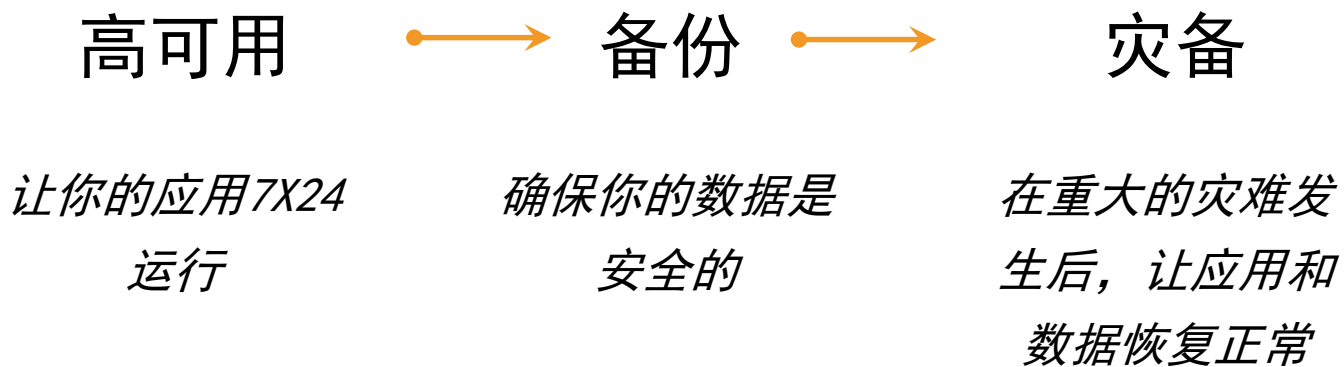 高可用
备份
灾备
让你的应用7X24
运行
确保你的数据是
安全的
在重大的灾难发
生后，让应用和
数据恢复正常